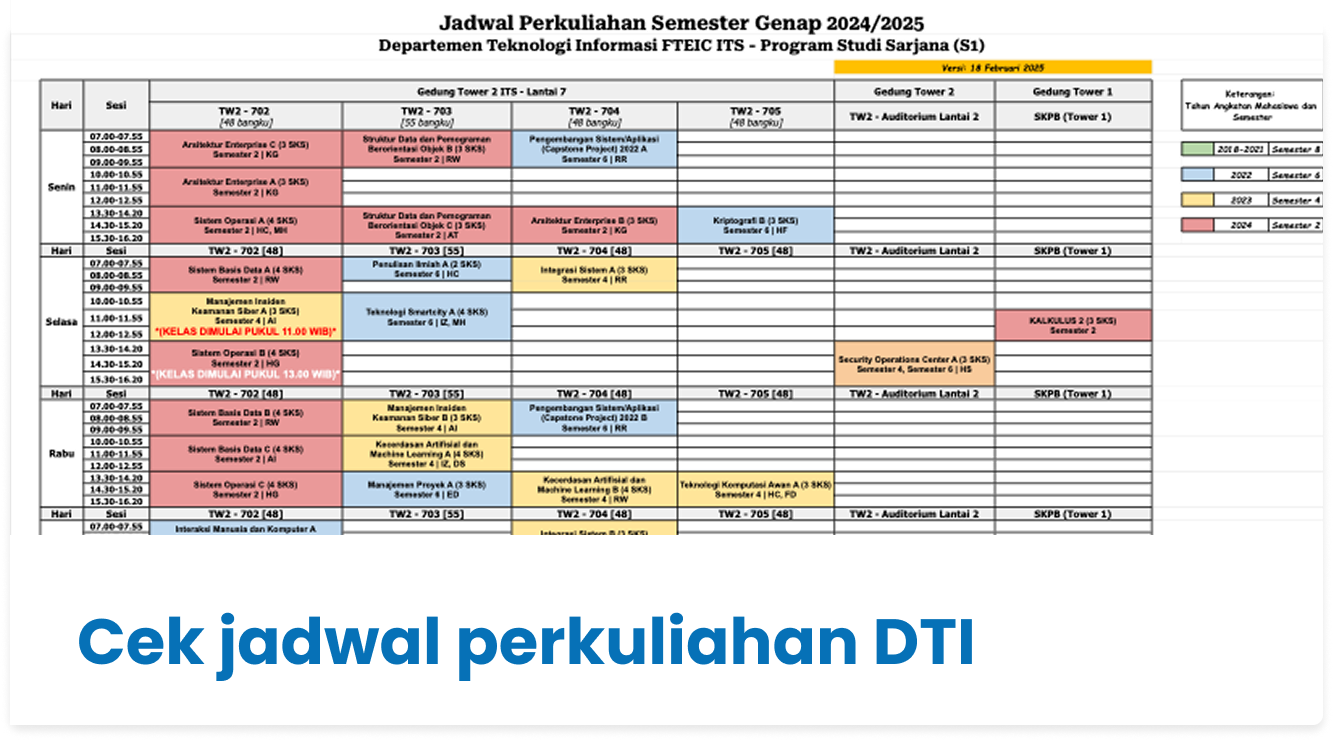 Jadwal Perkuliahan Semester Genap 2024/2025
Departemen Teknologi Informasi FTEIC ITS - Program Studi Sarjana (S1)
Versi: 18 Februari 2025
Hari Sesi Gedung Tower 2 ITS - Lantai 7 Gedung Tower 2 Gedung Tower 1
TW2 - 702 TW2 - 703 TW2 - 704 TW2 - 705 TW2 - Auditorium Lantai 2 SKPB (Tower 1)
[48 bangku] [55 bangku] [48 bangku] [48 bangku]
Keterangan:
Tahun Angkatan Mahasiswa dan
Semester
2018-2021 Semester 8
2022 Semester 6
2023 Semester 4
2024 Semester 2
Senin
07.00-07.55
08.00-08.55
09.00-09.55
Arsitektur Enterprise C (3 SKS)
Semester 2 | KG
Struktur Data dan Pemograman
Berorientasi Objek B (3 SKS)
Semester 2 | RW
Pengembangan Sistem/Aplikasi
(Capstone Project) 2022 A
Semester 6 | RR
10.00-10.55
11.00-11.55
12.00-12.55
Arsitektur Enterprise A (3 SKS)
Semester 2 | KG
13.30-14.20
14.30-15.20
15.30-16.20
Sistem Operasi A (4 SKS)
Semester 2 | HC, MH
Struktur Data dan Pemograman
Berorientasi Objek C (3 SKS)
Semester 2 | AT
Arsitektur Enterprise B (3 SKS)
Semester 2 | KG
Kriptografi B (3 SKS)
Semester 6 | HF
Hari Sesi TW2 - 702 [48] TW2 - 703 [55] TW2 - 704 [48] TW2 - 705 [48] TW2 - Auditorium Lantai 2 SKPB (Tower 1)
Selasa
07.00-07.55
08.00-08.55
09.00-09.55
Sistem Basis Data A (4 SKS)
Semester 2 | RW
Penulisan Ilmiah A (2 SKS)
Semester 6 | HC
Integrasi Sistem A (3 SKS)
Semester 4 | RR
10.00-10.55
11.00-11.55
12.00-12.55
Manajemen Insiden
Keamanan Siber A (3 SKS)
Semester 4 | AI
*(KELAS DIMULAI PUKUL 11.00 WIB)*
Teknologi Smartcity A (4 SKS)
Semester 6 | IZ, MH
KALKULUS 2 (3 SKS)
Semester 2
13.30-14.20
14.30-15.20
15.30-16.20
Sistem Operasi B (4 SKS)
Semester 2 | HG
*(KELAS DIMULAI PUKUL 13.00 WIB)*
Security Operations Center A (3 SKS)
Semester 4, Semester 6 | HS
Hari Sesi TW2 - 702 [48] TW2 - 703 [55] TW2 - 704 [48] TW2 - 705 [48] TW2 - Auditorium Lantai 2 SKPB (Tower 1)
Rabu
07.00-07.55
08.00-08.55
09.00-09.55
Sistem Basis Data B (4 SKS)
Semester 2 | RW
Manajemen Insiden
Keamanan Siber B (3 SKS)
Semester 4 | AI
Pengembangan Sistem/Aplikasi
(Capstone Project) 2022 B
Semester 6 | RR
10.00-10.55
11.00-11.55
12.00-12.55
Sistem Basis Data C (4 SKS)
Semester 2 | AI
Kecerdasan Artifisial dan
Machine Learning A (4 SKS)
Semester 4 | IZ, DS
13.30-14.20
14.30-15.20
15.30-16.20
Sistem Operasi C (4 SKS)
Semester 2 | HG
Manajemen Proyek A (3 SKS)
Semester 6 | ED
Kecerdasan Artifisial dan
Machine Learning B (4 SKS)
Semester 4 | RW
Teknologi Komputasi Awan A (3 SKS)
Semester 4 | HC, FD
Hari Sesi TW2 - 702 [48] TW2 - 703 [55] TW2 - 704 [48] TW2 - 705 [48] TW2 - Auditorium Lantai 2 SKPB (Tower 1)
07.00-07.55
Interaksi Manusia dan Komputer A
Integrasi Sistem B (3 SKS)
Cek jadwal perkuliahan DTI